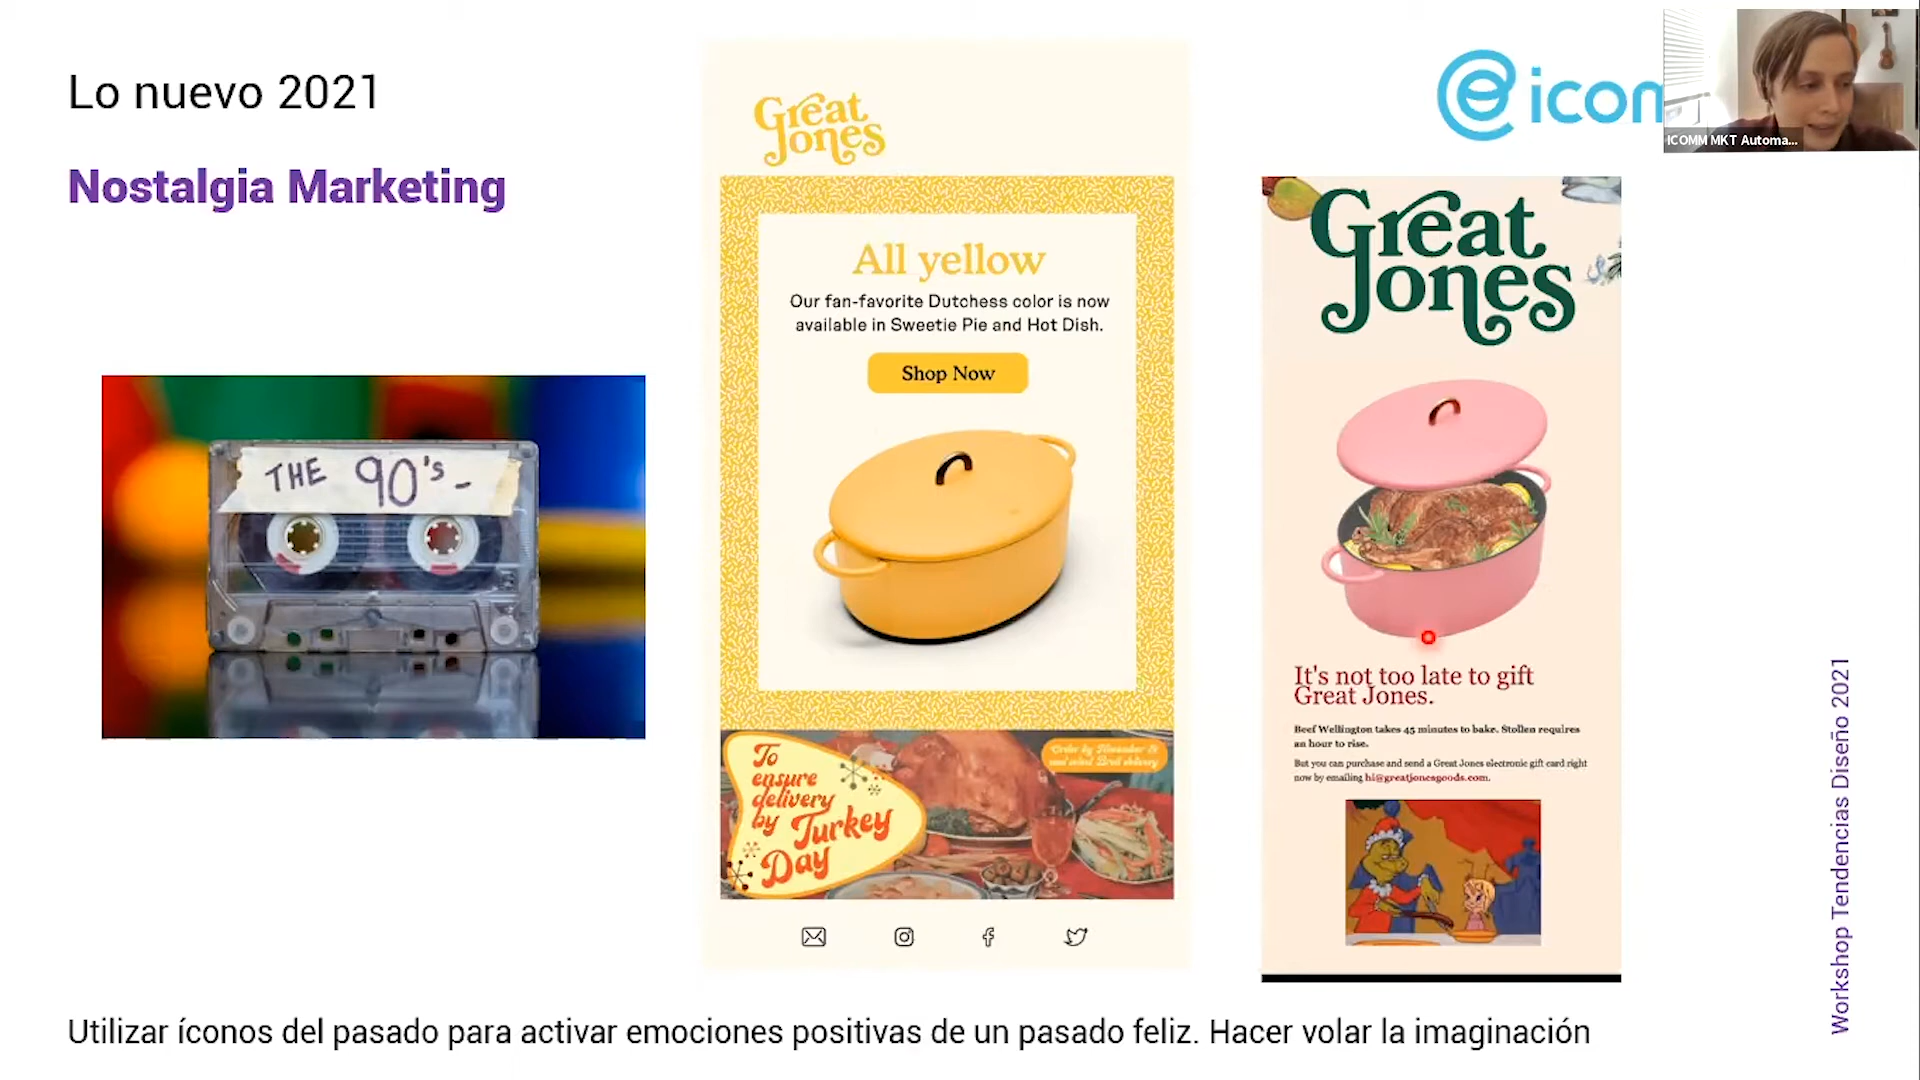 Lo nuevo 2021
Nostalgia Marketing
THE 90's-
Great
Jones
All yellow
Our fan-favorite Dutchess color is now
available in Sweetie Pie and Hot Dish.
Shop Now
To
ensure
delivery
by Turkey
Day
Order by November
icom
ICOMM MKT Automa...
Great
Jones
It's not too late to gift
Great Jones.
Beef Wellington takes 45 minutes to bake. Stollen requires
an hour to rise.
But you can purchase and send a Great Jones electronic gift card right
now by emailing hi@greatjonesgoods.com.
Utilizar íconos del pasado para activar emociones positivas de un pasado feliz. Hacer volar la imaginación
Workshop Tendencias Diseño 2021